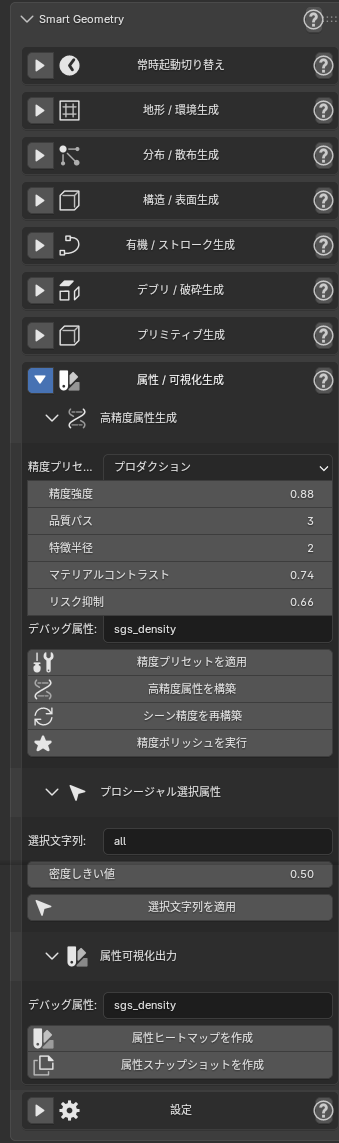 Smart Geometry
常時起動切り替え
地形 / 環境生成
分布 / 散布生成
構造 / 表面生成
有機 / ストローク生成
デブリ / 破砕生成
プリミティブ生成
属性 / 可視化生成
高精度属性生成
精度プリセ... プロダクション
精度強度 0.88
品質パス 3
特徴半径 2
マテリアルコントラスト 0.74
リスク抑制 0.66
デバッグ属性: sgs_density
精度プリセットを適用
高精度属性を構築
シーン精度を再構築
精度ポリッシュを実行
プロシージャル選択属性
選択文字列: all
密度しきい値 0.50
選択文字列を適用
属性可視化出力
デバッグ属性: sgs_density
属性ヒートマップを作成
属性スナップショットを作成
設定